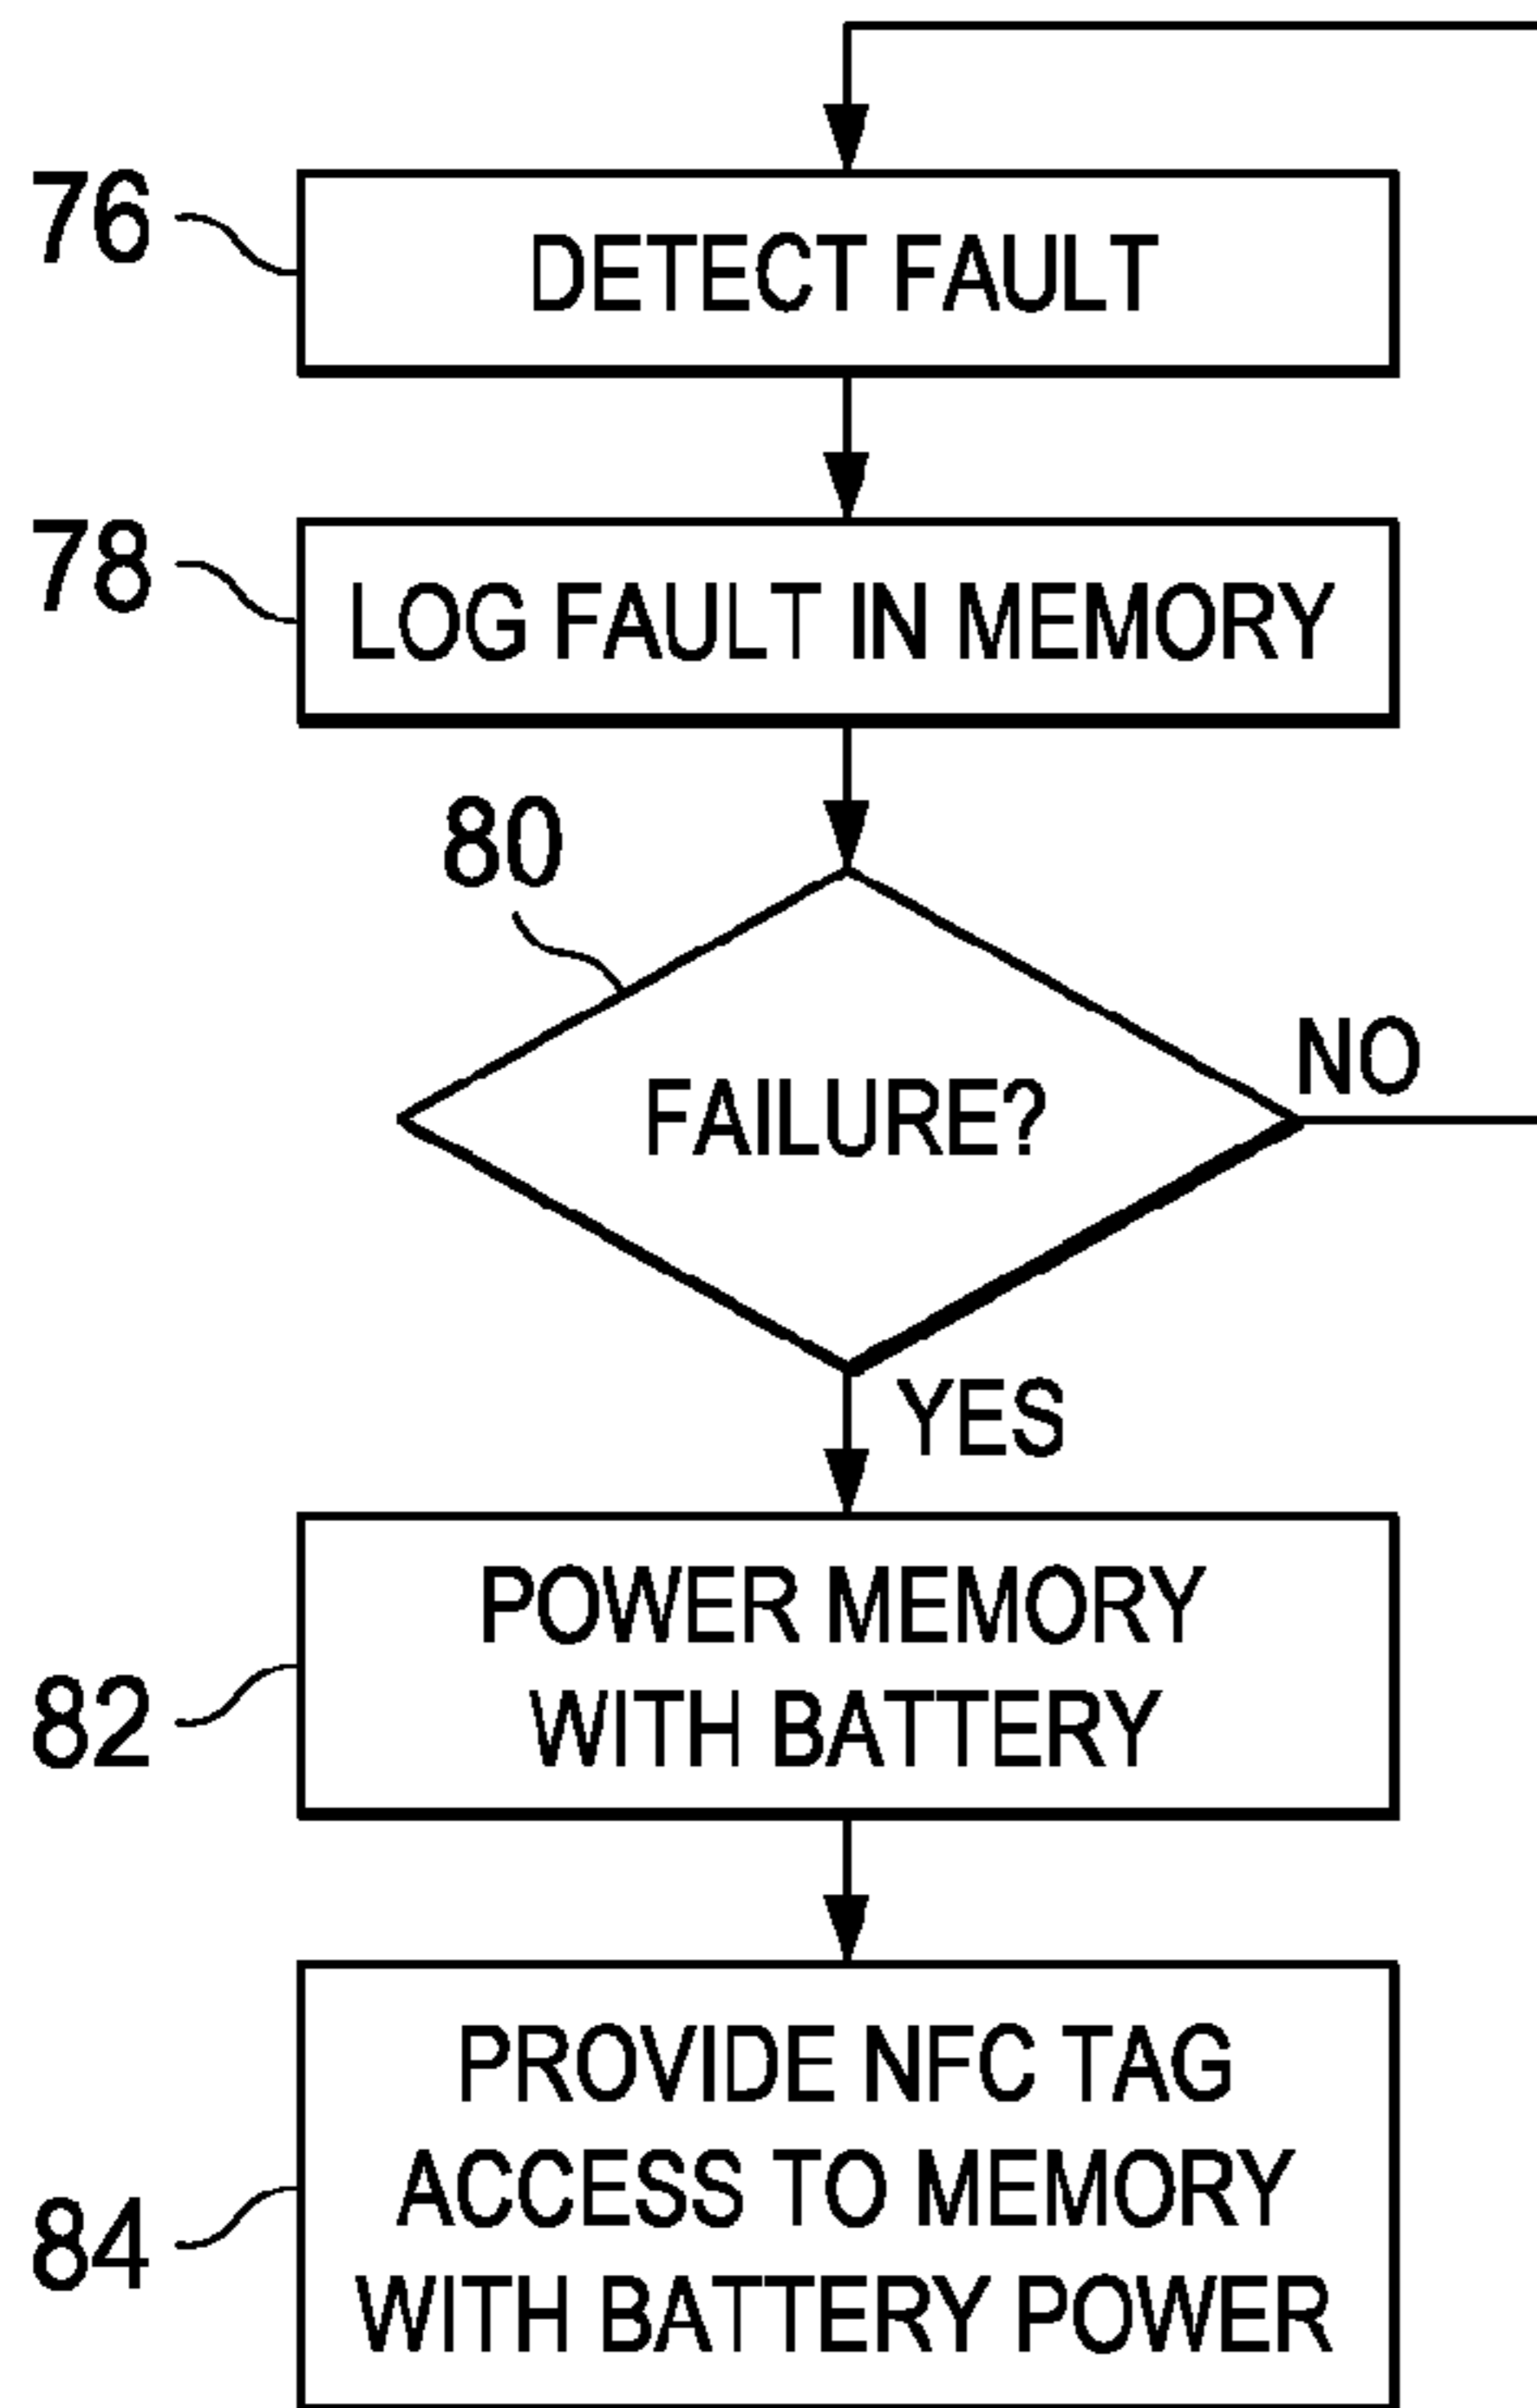 76
DETECT FAULT
78
LOG FAULT IN MEMORY
80
FAILURE?
NO
YES
82
POWER MEMORY
WITH BATTERY
84
PROVIDE NFC TAG
ACCESS TO MEMORY
WITH BATTERY POWER